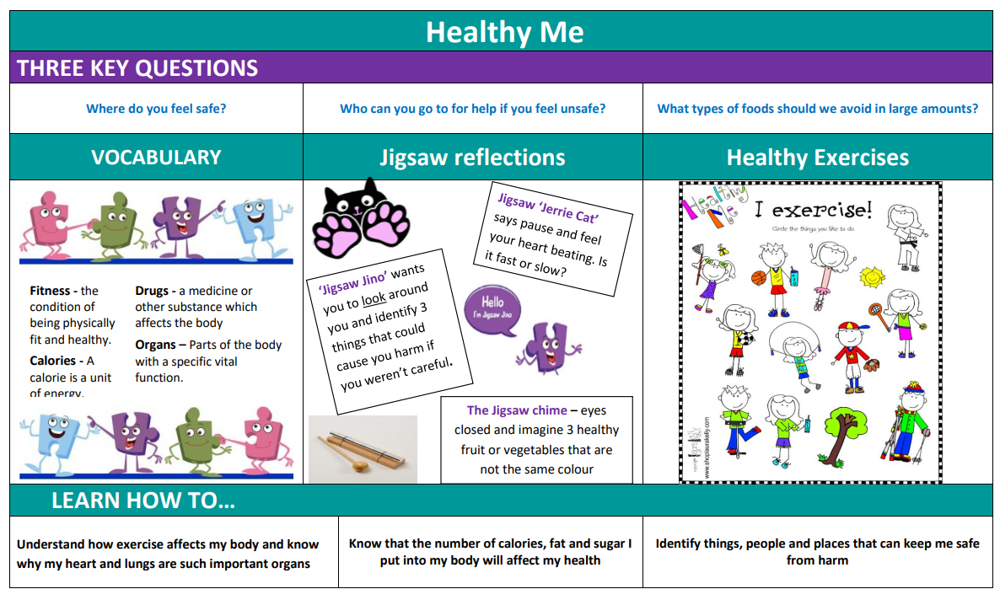 Healthy Me
THREE KEY QUESTIONS
Where do you feel safe?
Who can you go to for help if you feel unsafe?
What types of foods should we avoid in large amounts?
VOCABULARY
Jigsaw reflections
Healthy Exercises
Fitness - the
condition of
being physically
fit and healthy.
Calories - A
calorie is a unit
of energy.
Drugs - a medicine or
other substance which
affects the body
Organs – Parts of the body
with a specific vital
function.
Jigsaw ‘Jerrie Cat’
says pause and feel
your heart beating. Is
it fast or slow?
‘Jigsaw Jino’ wants
you to look around
you and identify 3
things that could
cause you harm if
you weren’t careful.
Hello
I'm Jigsaw Jino
The Jigsaw chime – eyes
closed and imagine 3 healthy
fruit or vegetables that are
not the same colour
Healthy
Me
I exercise!
Circle the things you like to do
www.shoplaurakelly.com
LEARN HOW TO…
Understand how exercise affects my body and know
why my heart and lungs are such important organs
Know that the number of calories, fat and sugar I
put into my body will affect my health
Identify things, people and places that can keep me safe
from harm